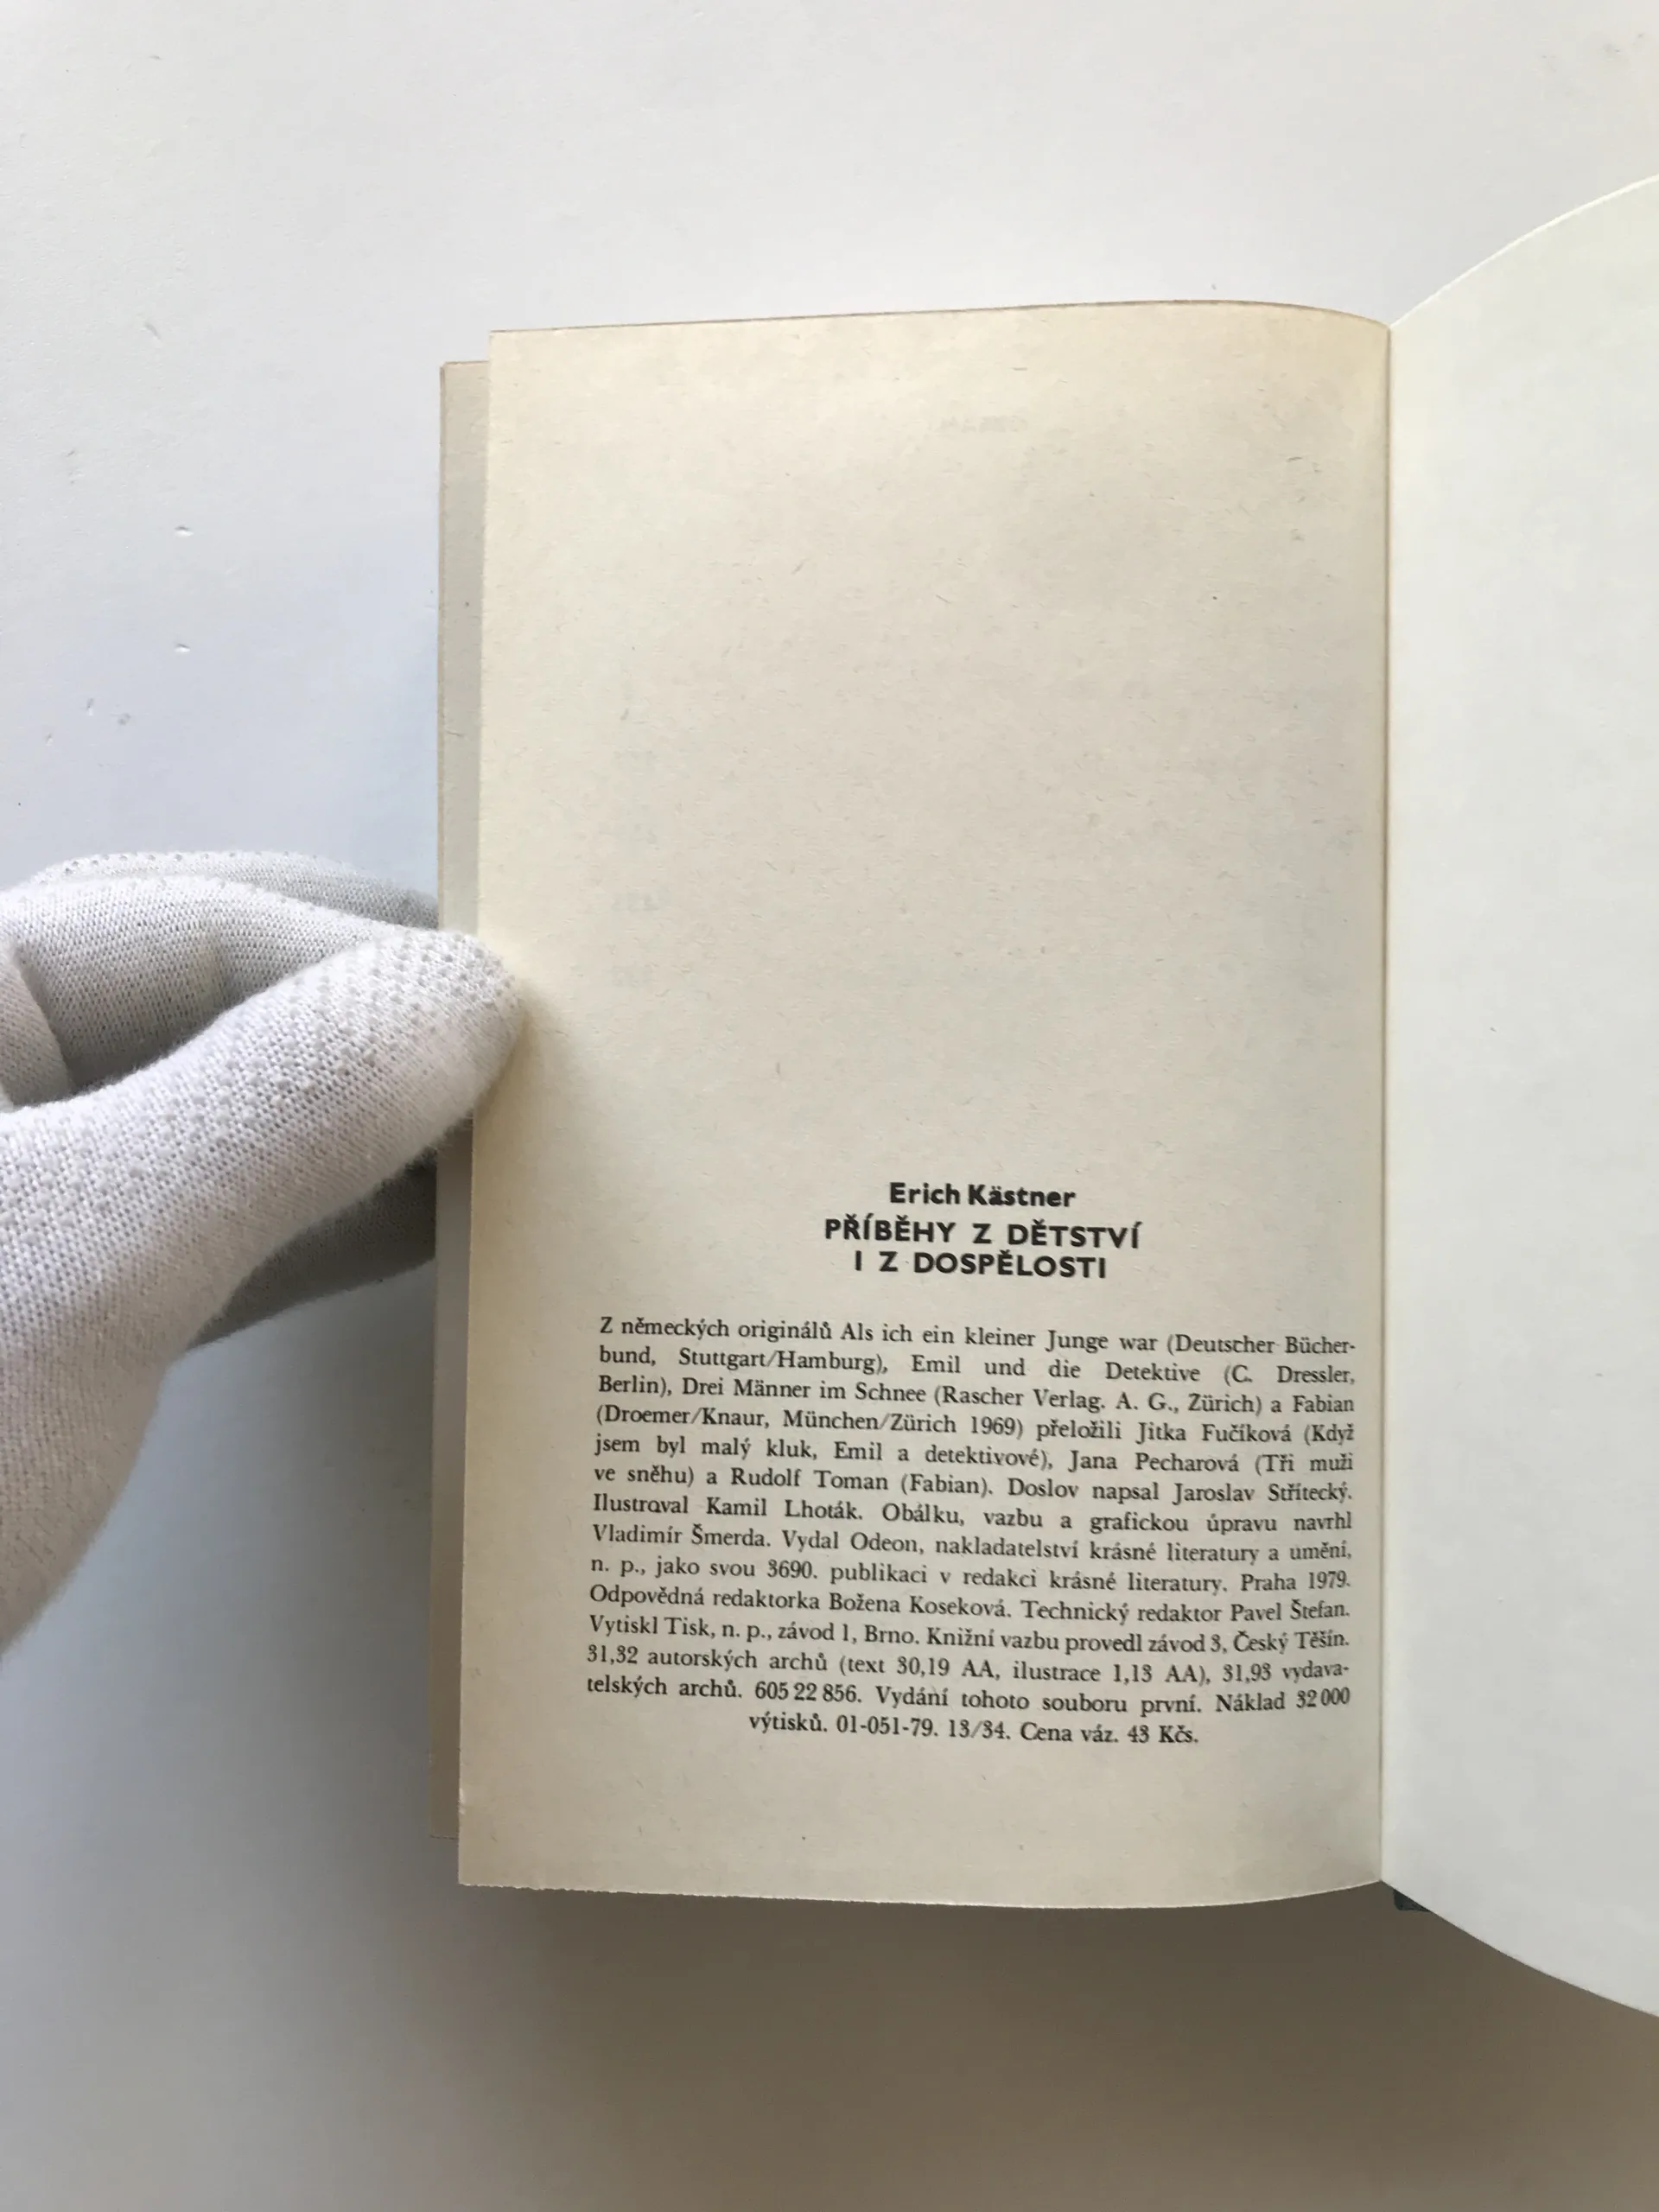 Erich Kästner
PŘÍBĚHY Z DĚTSTVÍ
I Z DOSPĚLOSTI
Z německých originálů Als ich ein kleiner Junge war (Deutscher Bücher-
bund, Stuttgart/Hamburg), Emil und die Detektive (C. Dressler,
Berlin), Drei Männer im Schnee (Rascher Verlag. A. G., Zürich) a Fabian
(Droemer/Knaur, München/Zürich 1969) přeložili Jitka Fučíková (Když
jsem byl malý kluk, Emil a detektivové), Jana Pecharová (Tři muži
ve sněhu) a Rudolf Toman (Fabian). Doslov napsal Jaroslav Střítecký.
Ilustroval Kamil Lhoták. Obálku, vazbu a grafickou úpravu navrhl
Vladimír Šmerda. Vydal Odeon, nakladatelství krásné literatury a umění,
n. p., jako svou 3690. publikaci v redakci krásné literatury. Praha 1979.
Odpovědná redaktorka Božena Koseková. Technický redaktor Pavel Štefan.
Vytiskl Tisk, n. p., závod 1, Brno. Knižní vazbu provedl závod 3, Český Těšín.
31,32 autorských archů (text 30,19 AA, ilustrace 1,13 AA), 31,93 vydava-
telských archů. 605 22 856. Vydání tohoto souboru první. Náklad 32 000
výtisků. 01-051-79. 13/34. Cena váz. 43 Kčs.